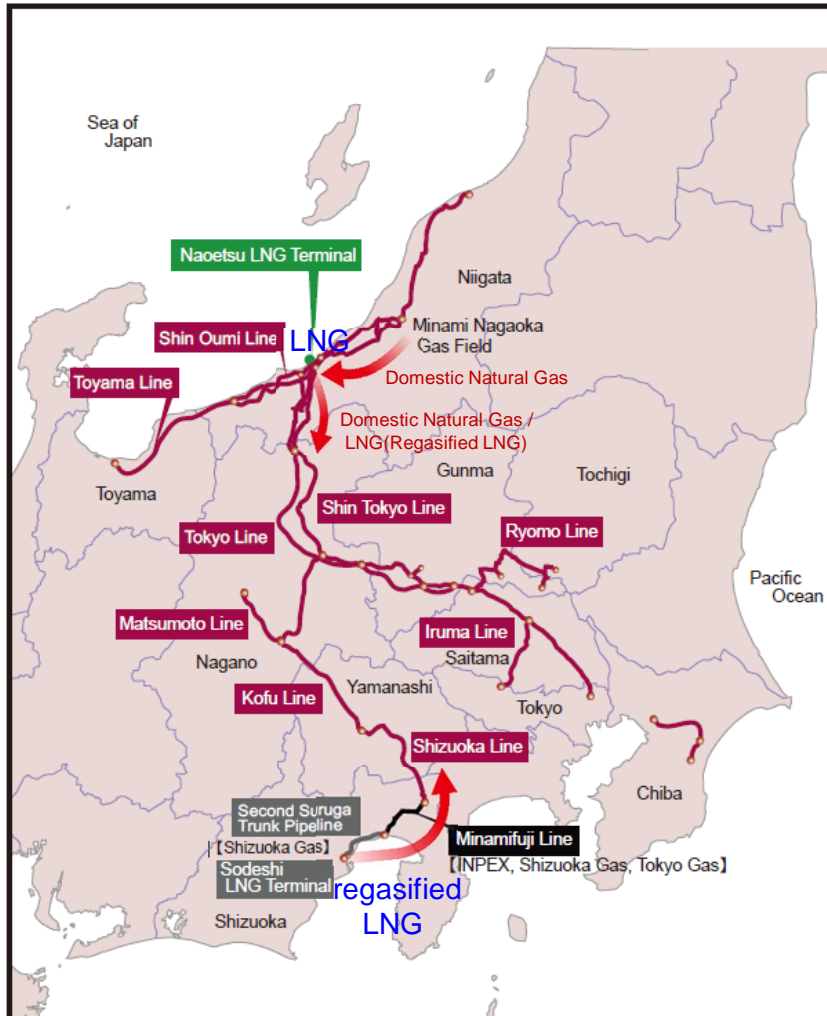 Sea of
Japan
Naoetsu LNG Terminal
Niigata
Shin Oumi Line
LNG
Minami Nagaoka
Gas Field
Toyama Line
Domestic Natural Gas
Domestic Natural Gas /
LNG(Regasified LNG)
Toyama
Gunma
Tochigi
Shin Tokyo Line
Tokyo Line
Ryomo Line
Pacific
Ocean
Matsumoto Line
Iruma Line
Nagano
Saitama
Yamanashi
Kofu Line
Tokyo
Shizuoka Line
Chiba
Second Suruga
Trunk Pipeline
【Shizuoka Gas】
Minamifuji Line
【INPEX, Shizuoka Gas, Tokyo Gas】
Sodeshi
LNG Terminal
regasified
LNG
Shizuoka